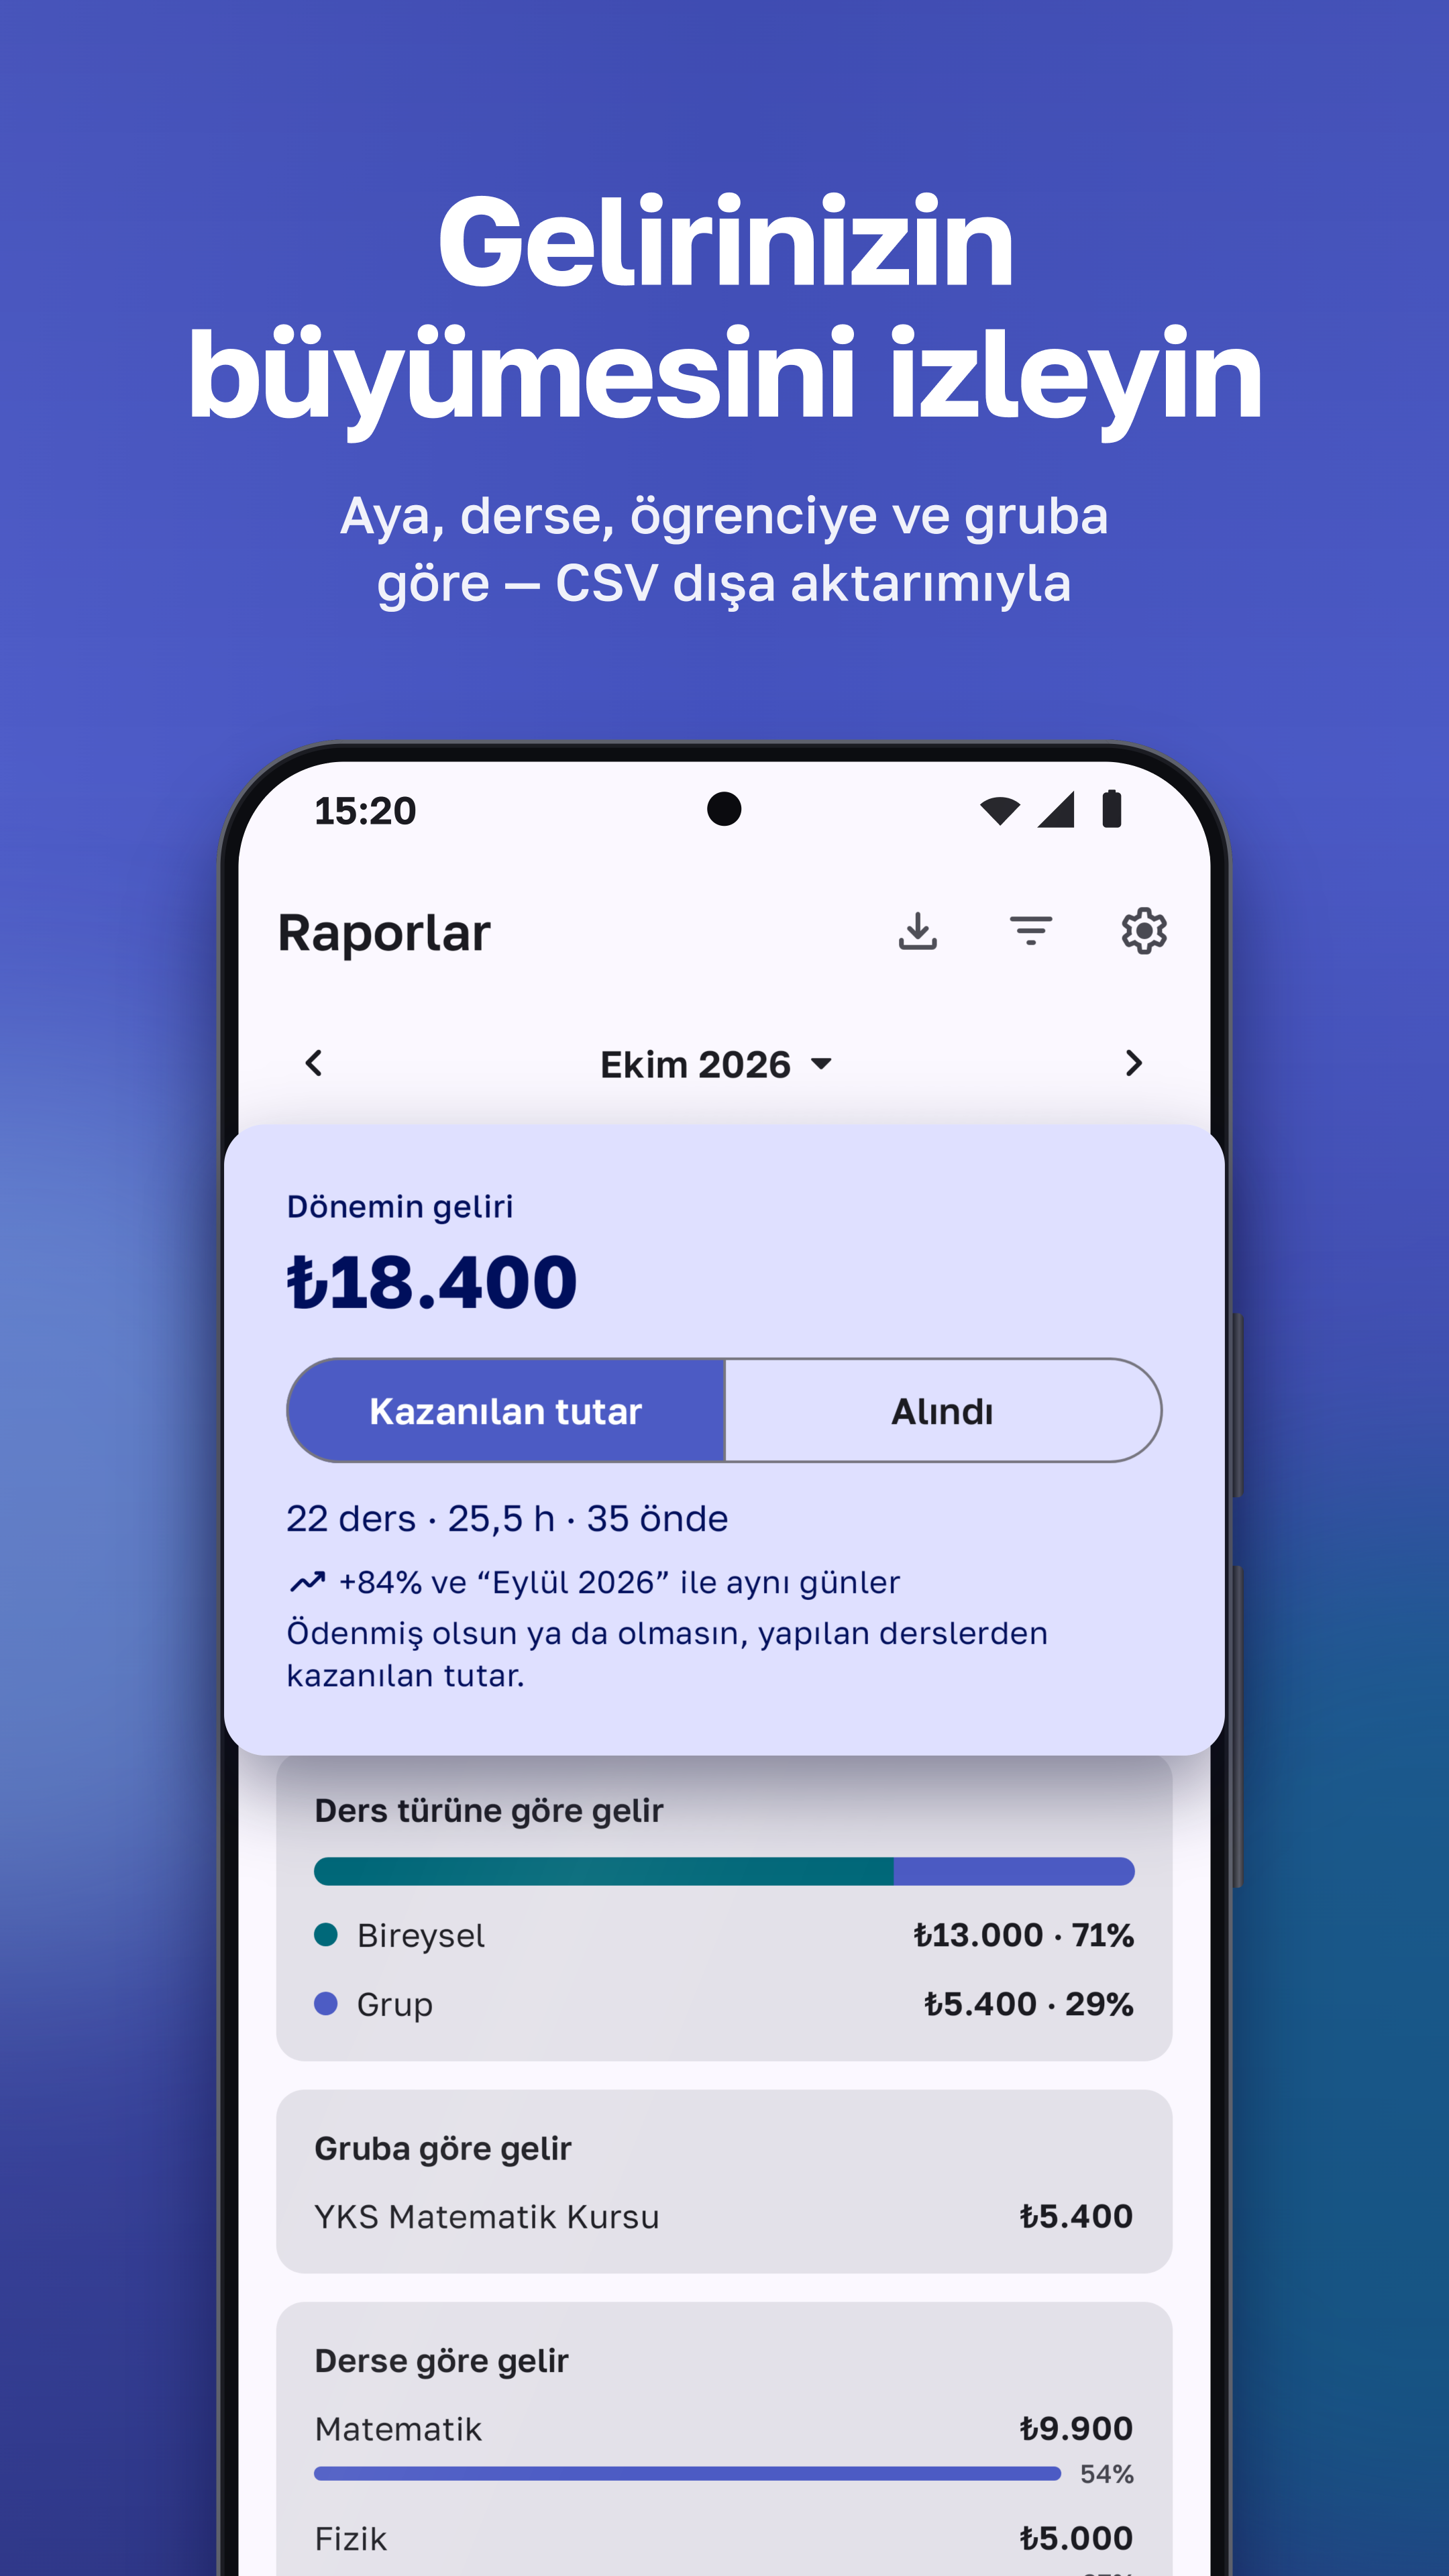 Gelirinizin
büyümesini izleyin
Aya, derse, ögrenciye ve gruba
göre — CSV dışa aktarımıyla
15:20
Raporlar
Ekim 2026
Dönemin geliri
₺18.400
Kazanılan tutar
Alındı
22 ders · 25,5 h · 35 önde
+84% ve “Eylül 2026” ile aynı günler
Ödenmiş olsun ya da olmasın, yapılan derslerden
kazanılan tutar.
Ders türüne göre gelir
Bireysel ₺13.000 · 71%
Grup ₺5.400 · 29%
Gruba göre gelir
YKS Matematik Kursu ₺5.400
Derse göre gelir
Matematik ₺9.900
54%
Fizik ₺5.000